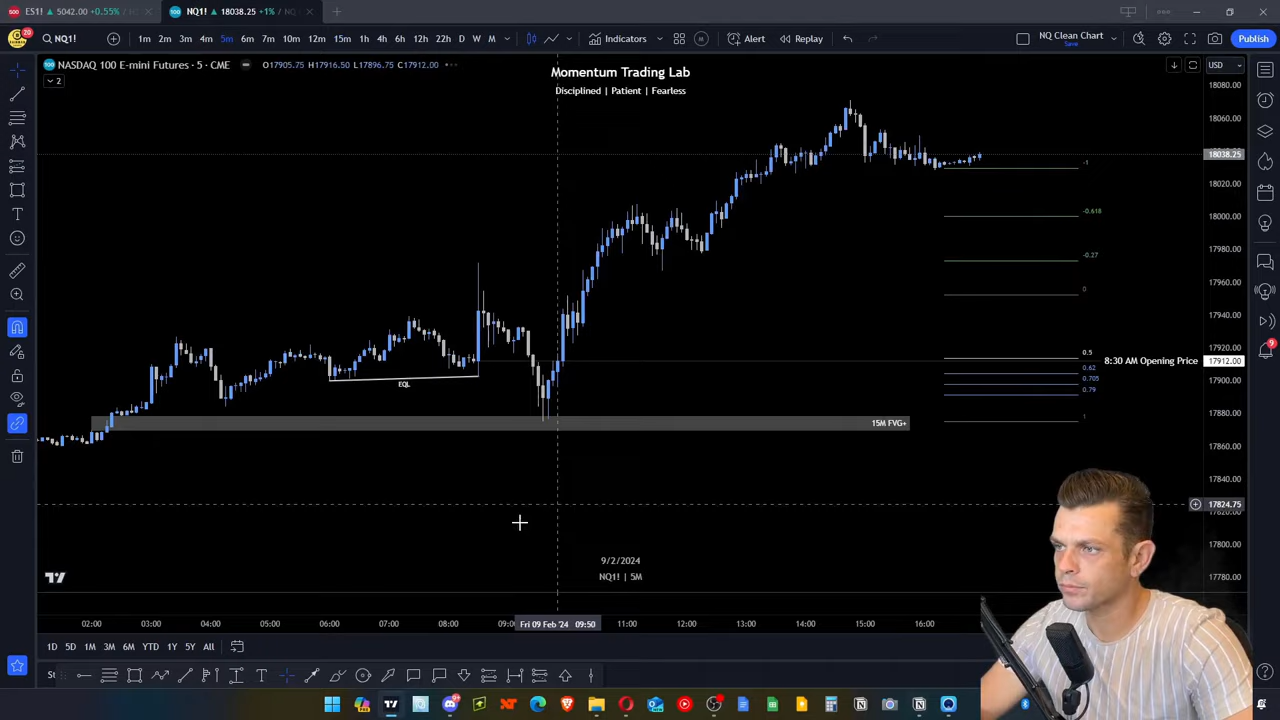 ES1! 5042.00 +0.55%
NQ1! 18038.25 +1% / NQ
20
NQ1! 1m 2m 3m 4m 5m 6m 7m 10m 12m 15m 1h 4h 6h 12h 22h D W M Indicators Alert Replay NQ Clean Chart Save Publish
NASDAQ 100 E-mini Futures · 5 · CME O17905.75 H17916.50 L17896.75 C17912.00
2
Momentum Trading Lab
Disciplined | Patient | Fearless
USD
18080.00
18060.00
18038.25
18020.00
18000.00
17980.00
17960.00
17940.00
17920.00
17912.00
17900.00
17880.00
17860.00
17840.00
17824.75
17800.00
17780.00
-1
-0.618
-0.27
0
0.5
0.62
0.705
0.79
1
8:30 AM Opening Price
EQL
15M FVG+
9
9/2/2024
NQ1! | 5M
02:00 03:00 04:00 05:00 06:00 07:00 08:00 Fri 09 Feb '24 09:50 11:00 12:00 13:00 14:00 15:00 16:00
1D 5D 1M 3M 6M YTD 1Y 5Y All